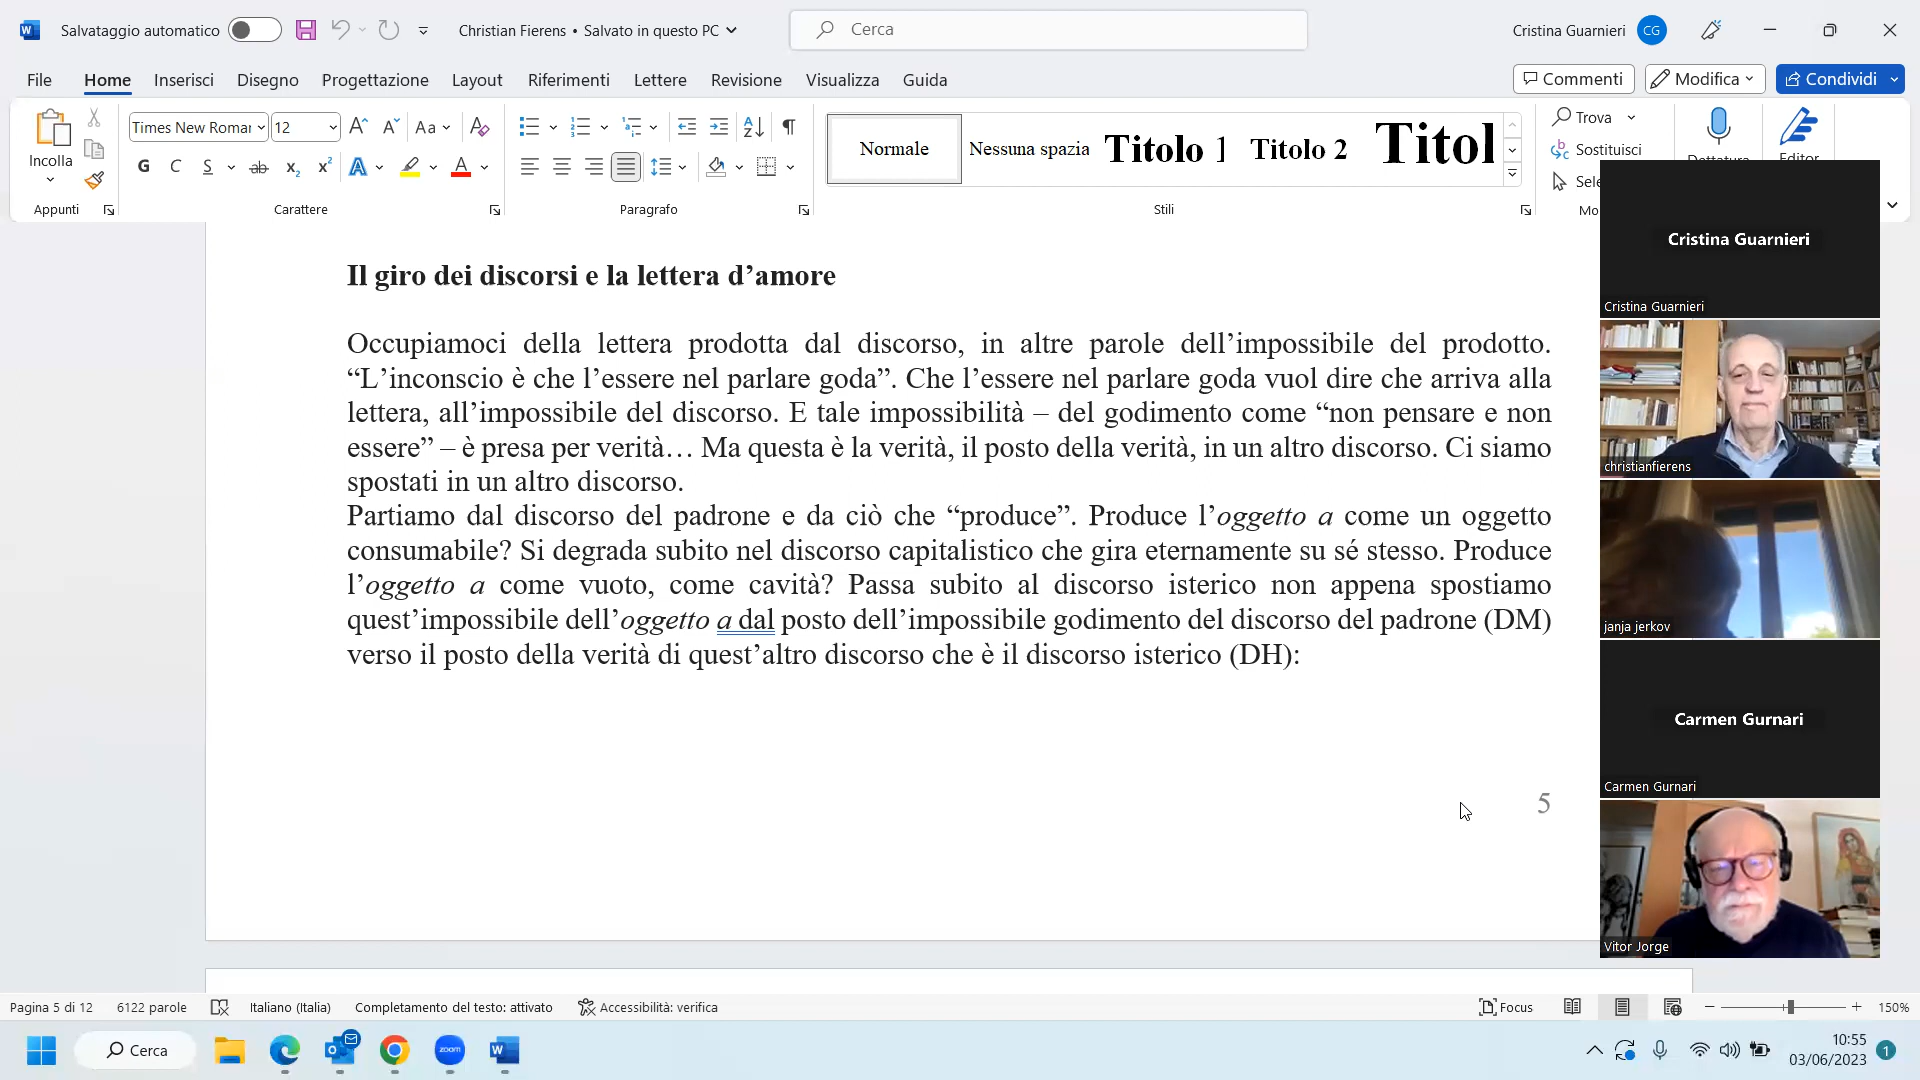 Salvataggio automatico
Christian Fierens • Salvato in questo PC
Cerca
Cristina Guarnieri
CG
File Home Inserisci Disegno Progettazione Layout Riferimenti Lettere Revisione Visualizza Guida
Commenti Modifica Condividi
Incolla
Appunti
Times New Romar 12
Carattere
Paragrafo
Normale Nessuna spazia Titolo 1 Titolo 2 Titol
Stili
Trova
Sostituisci
Sele
Mo
Il giro dei discorsi e la lettera d’amore
Occupiamoci della lettera prodotta dal discorso, in altre parole dell’impossibile del prodotto.
“L’inconscio è che l’essere nel parlare goda”. Che l’essere nel parlare goda vuol dire che arriva alla
lettera, all’impossibile del discorso. E tale impossibilità – del godimento come “non pensare e non
essere” – è presa per verità… Ma questa è la verità, il posto della verità, in un altro discorso. Ci siamo
spostati in un altro discorso.
Partiamo dal discorso del padrone e da ciò che “produce”. Produce l’oggetto a come un oggetto
consumabile? Si degrada subito nel discorso capitalistico che gira eternamente su sé stesso. Produce
l’oggetto a come vuoto, come cavità? Passa subito al discorso isterico non appena spostiamo
quest’impossibile dell’oggetto a dal posto dell’impossibile godimento del discorso del padrone (DM)
verso il posto della verità di quest’altro discorso che è il discorso isterico (DH):
5
Cristina Guarnieri
Cristina Guarnieri
christianfierens
janja jerkov
Carmen Gurnari
Carmen Gurnari
Vitor Jorge
Pagina 5 di 12 6122 parole Italiano (Italia) Completamento del testo: attivato Accessibilità: verifica
Focus
150%
Cerca
zoom
10:55
03/06/2023
1